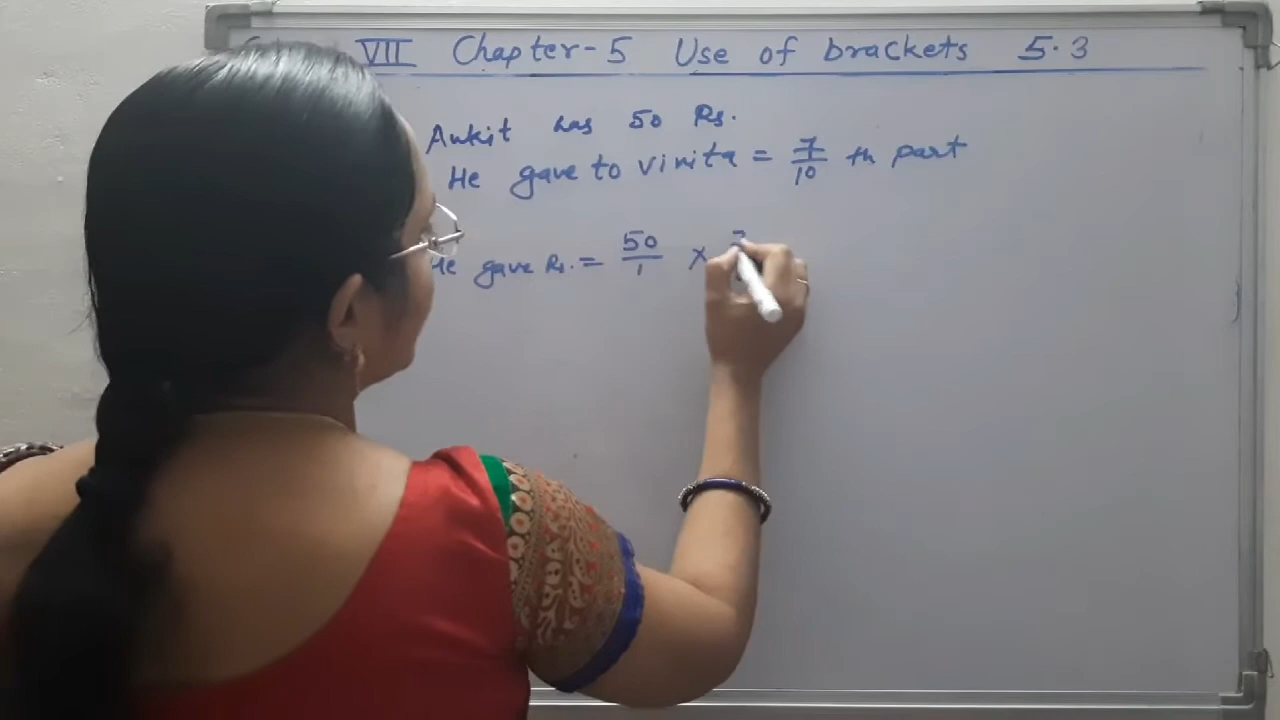 VII Chapter-5 Use of brackets 5.3
Ankit has 50 Rs.
He gave to vinita = 7/10 th part
He gave Rs. = 50/1 × 7